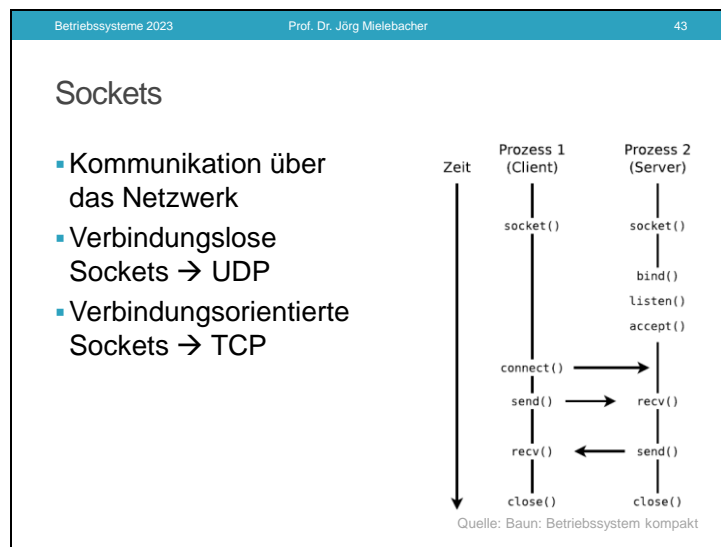 Betriebssysteme 2023 Prof. Dr. Jörg Mielebacher 43
Sockets
▪ Kommunikation über
das Netzwerk
▪ Verbindungslose
Sockets → UDP
▪ Verbindungsorientierte
Sockets → TCP
Zeit Prozess 1 Prozess 2
(Client) (Server)
socket() socket()
bind()
listen()
accept()
connect()
send() recv()
recv() send()
close() close()
Quelle: Baun: Betriebssystem kompakt